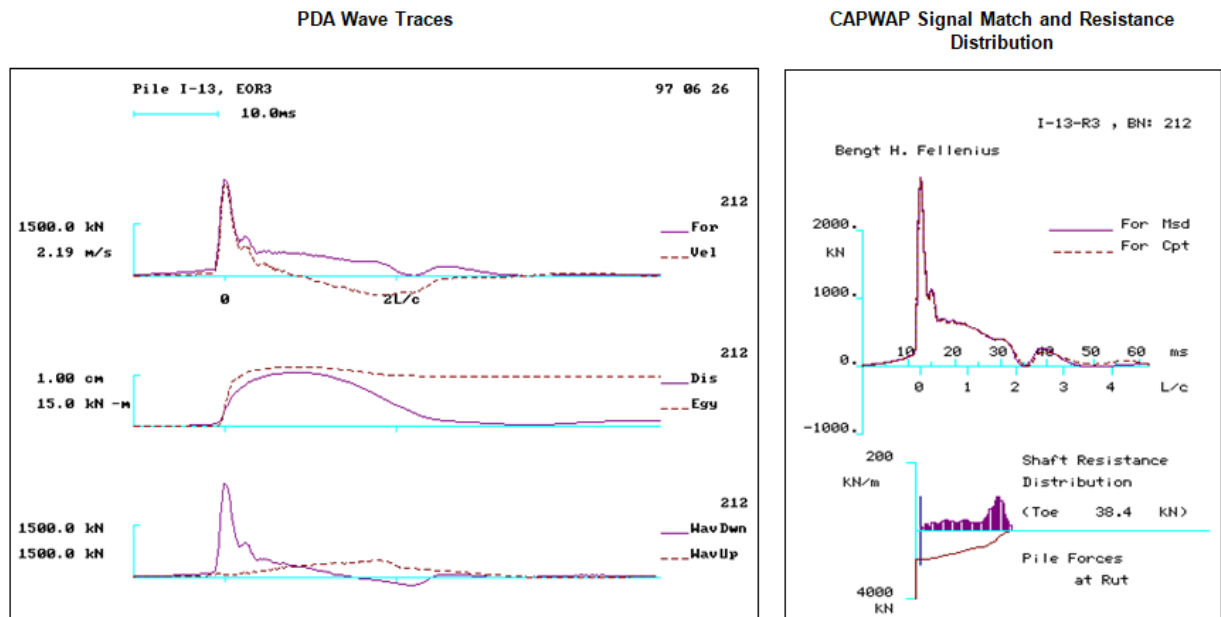 PDA Wave Traces
CAPWAP Signal Match and Resistance
Distribution
Pile I-13, EOR3
97 06 26
10.0ms
212
1500.0 kN
For
2.19 m/s
Vel
0
2L/c
212
1.00 cm
Dis
15.0 kN -m
Egy
212
1500.0 kN
WavDwn
1500.0 kN
WavUp
I-13-R3 , BN: 212
Bengt H. Fellenius
2000.
For Msd
KN
For Cpt
1000.
10 20 30 40 50 60 ms
0.
0 1 2 3 4 L/c
-1000.
200
Shaft Resistance
KN/m
Distribution
(Toe 38.4 KN)
Pile Forces
at Rut
4000
KN